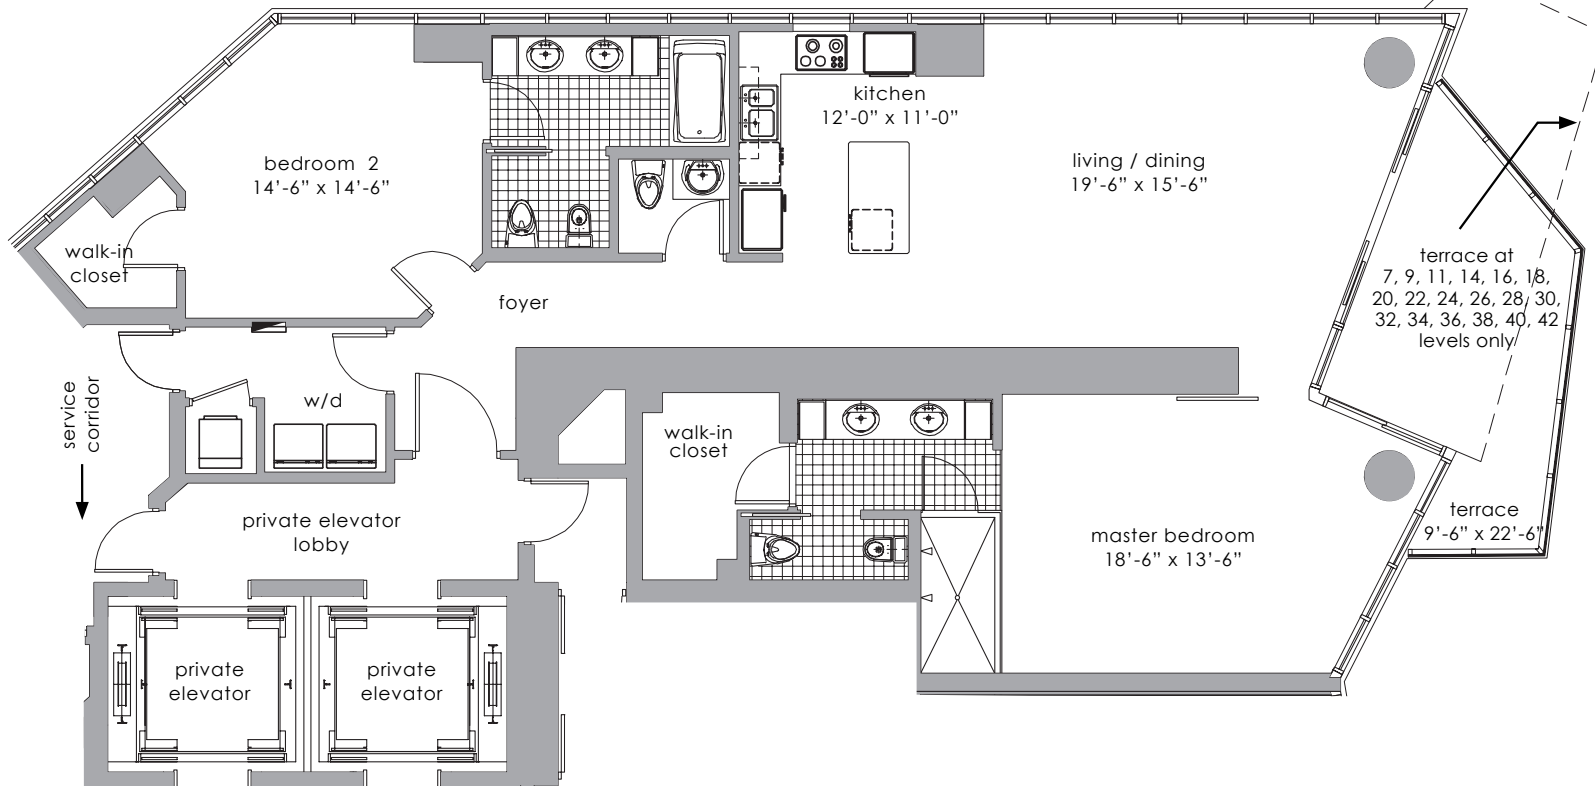 kitchen
12'-0" x 11'-0"
bedroom 2
14'-6" x 14'-6"
living / dining
19'-6" x 15'-6"
walk-in
closet
terrace at
7, 9, 11, 14, 16, 18,
20, 22, 24, 26, 28, 30,
32, 34, 36, 38, 40, 42
levels only
foyer
service
corridor
w/d
walk-in
closet
private elevator
lobby
master bedroom
18'-6" x 13'-6"
terrace
9'-6" x 22'-6"
private
elevator
private
elevator